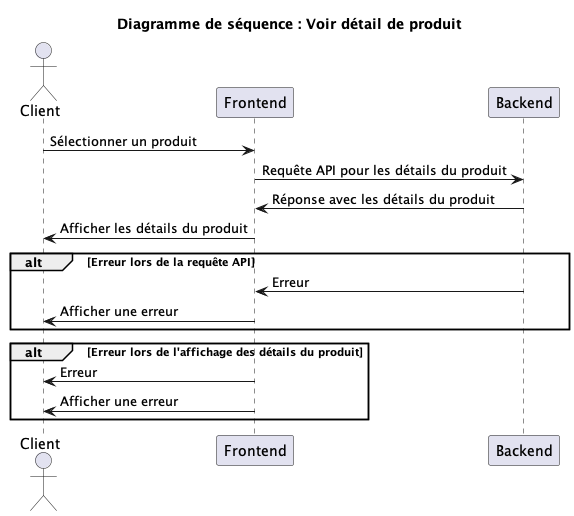 Diagramme de séquence : Voir détail de produit
Client
Frontend
Backend
Sélectionner un produit
Requête API pour les détails du produit
Réponse avec les détails du produit
Afficher les détails du produit
alt [Erreur lors de la requête API]
Erreur
Afficher une erreur
alt [Erreur lors de l'affichage des détails du produit]
Erreur
Afficher une erreur
Client
Frontend
Backend